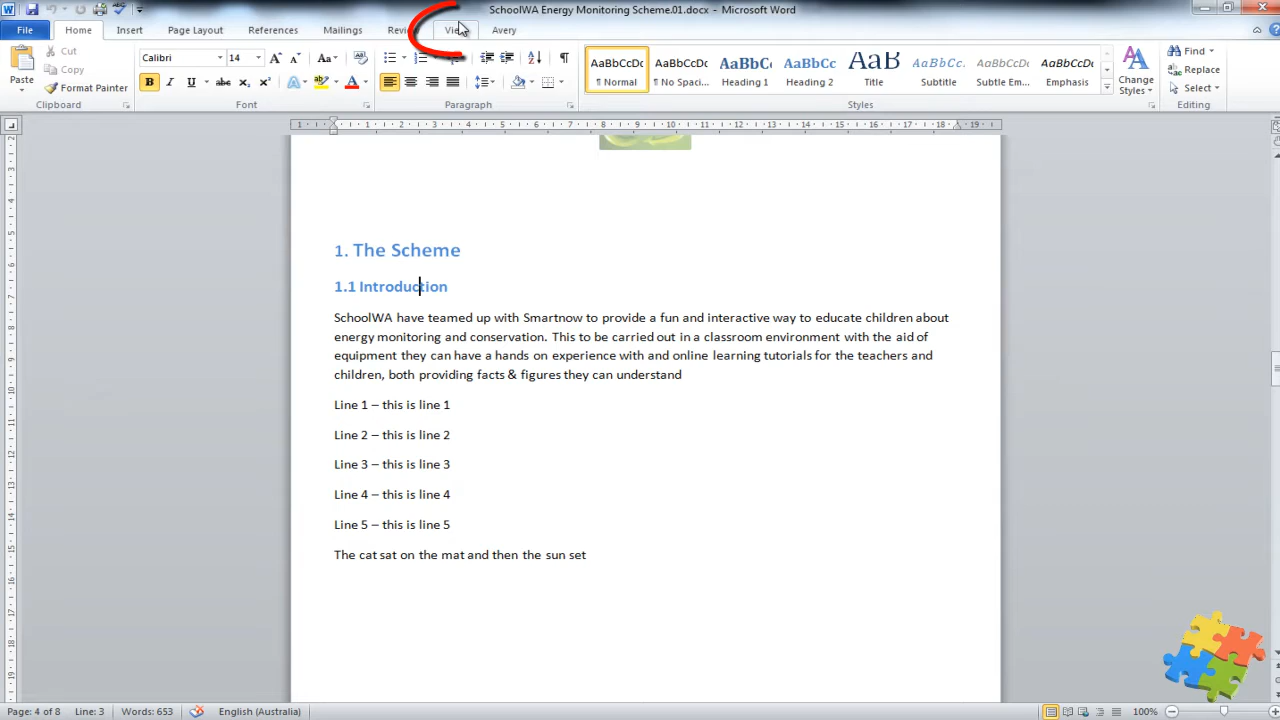 SchoolWA Energy Monitoring Scheme.01.docx - Microsoft Word
File Home Insert Page Layout References Mailings Avery
Paste
Cut
Copy
Format Painter
Clipboard
Calibri 14
Font
Paragraph
AaBbCcDc AaBbCcDc AaBbC AaBbCc AaB AaBbCc. AaBbCcDc AaBbCcDc
¶ Normal ¶ No Spaci... Heading 1 Heading 2 Title Subtitle Subtle Em... Emphasis
Change Styles
Styles
Find
Replace
Select
Editing
1. The Scheme
1.1 Introduction
SchoolWA have teamed up with Smartnow to provide a fun and interactive way to educate children about
energy monitoring and conservation. This to be carried out in a classroom environment with the aid of
equipment they can have a hands on experience with and online learning tutorials for the teachers and
children, both providing facts & figures they can understand
Line 1 – this is line 1
Line 2 – this is line 2
Line 3 – this is line 3
Line 4 – this is line 4
Line 5 – this is line 5
The cat sat on the mat and then the sun set
Page: 4 of 8 Line: 3 Words: 653 English (Australia) 100%